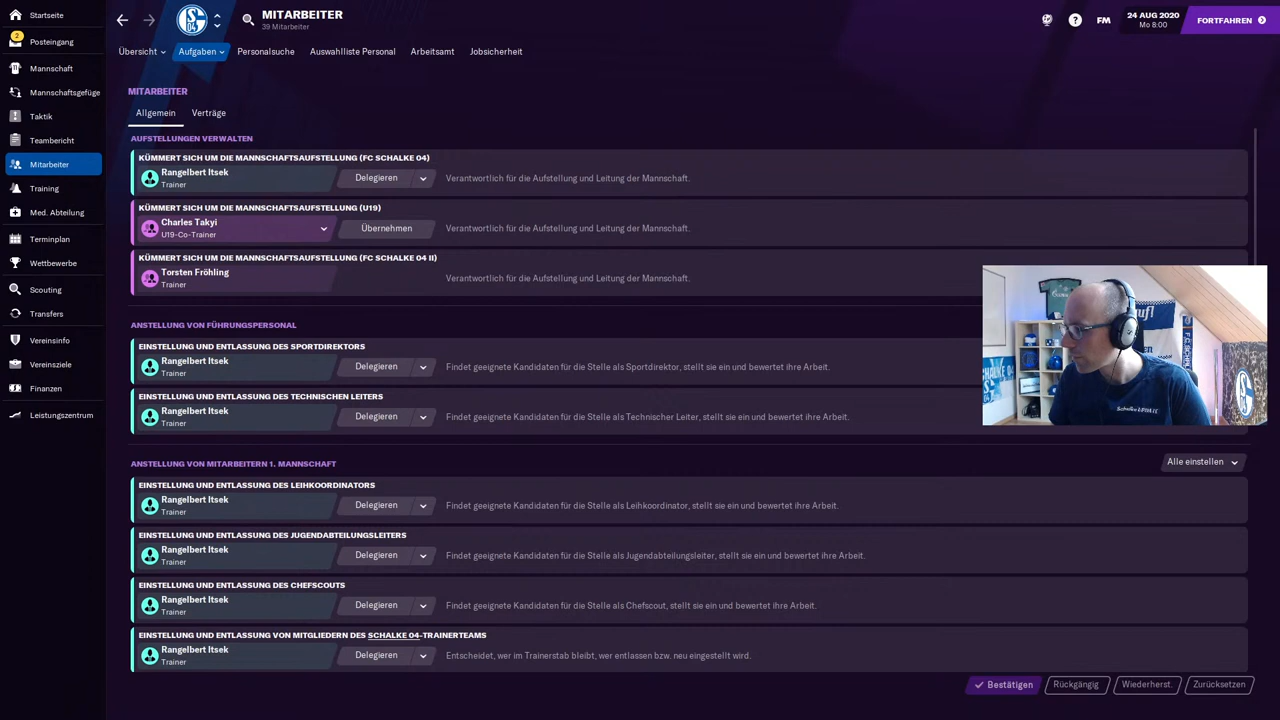 Startseite
2
Posteingang
Mannschaft
Mannschaftsgefüge
Taktik
Teambericht
Mitarbeiter
Training
Med. Abteilung
Terminplan
Wettbewerbe
Scouting
Transfers
Vereinsinfo
Vereinsziele
Finanzen
Leistungszentrum
MITARBEITER
39 Mitarbeiter
FM
24 AUG 2020
Mo 8:00
FORTFAHREN
Übersicht
Aufgaben
Personalsuche
Auswahlliste Personal
Arbeitsamt
Jobsicherheit
MITARBEITER
Allgemein
Verträge
AUFSTELLUNGEN VERWALTEN
KÜMMERT SICH UM DIE MANNSCHAFTSAUFSTELLUNG (FC SCHALKE 04)
Rangelbert Itsek
Trainer
Delegieren
Verantwortlich für die Aufstellung und Leitung der Mannschaft.
KÜMMERT SICH UM DIE MANNSCHAFTSAUFSTELLUNG (U19)
Charles Takyi
U19-Co-Trainer
Übernehmen
Verantwortlich für die Aufstellung und Leitung der Mannschaft.
KÜMMERT SICH UM DIE MANNSCHAFTSAUFSTELLUNG (FC SCHALKE 04 II)
Torsten Fröhling
Trainer
Verantwortlich für die Aufstellung und Leitung der Mannschaft.
ANSTELLUNG VON FÜHRUNGSPERSONAL
EINSTELLUNG UND ENTLASSUNG DES SPORTDIREKTORS
Rangelbert Itsek
Trainer
Delegieren
Findet geeignete Kandidaten für die Stelle als Sportdirektor, stellt sie ein und bewertet ihre Arbeit.
EINSTELLUNG UND ENTLASSUNG DES TECHNISCHEN LEITERS
Rangelbert Itsek
Trainer
Delegieren
Findet geeignete Kandidaten für die Stelle als Technischer Leiter, stellt sie ein und bewertet ihre Arbeit.
ANSTELLUNG VON MITARBEITERN 1. MANNSCHAFT
Alle einstellen
EINSTELLUNG UND ENTLASSUNG DES LEIHKOORDINATORS
Rangelbert Itsek
Trainer
Delegieren
Findet geeignete Kandidaten für die Stelle als Leihkoordinator, stellt sie ein und bewertet ihre Arbeit.
EINSTELLUNG UND ENTLASSUNG DES JUGENDABTEILUNGSLEITERS
Rangelbert Itsek
Trainer
Delegieren
Findet geeignete Kandidaten für die Stelle als Jugendabteilungsleiter, stellt sie ein und bewertet ihre Arbeit.
EINSTELLUNG UND ENTLASSUNG DES CHEFSCOUTS
Rangelbert Itsek
Trainer
Delegieren
Findet geeignete Kandidaten für die Stelle als Chefscout, stellt sie ein und bewertet ihre Arbeit.
EINSTELLUNG UND ENTLASSUNG VON MITGLIEDERN DES SCHALKE 04-TRAINERTEAMS
Rangelbert Itsek
Trainer
Delegieren
Entscheidet, wer im Trainerstab bleibt, wer entlassen bzw. neu eingestellt wird.
Bestätigen
Rückgängig
Wiederherst.
Zurücksetzen